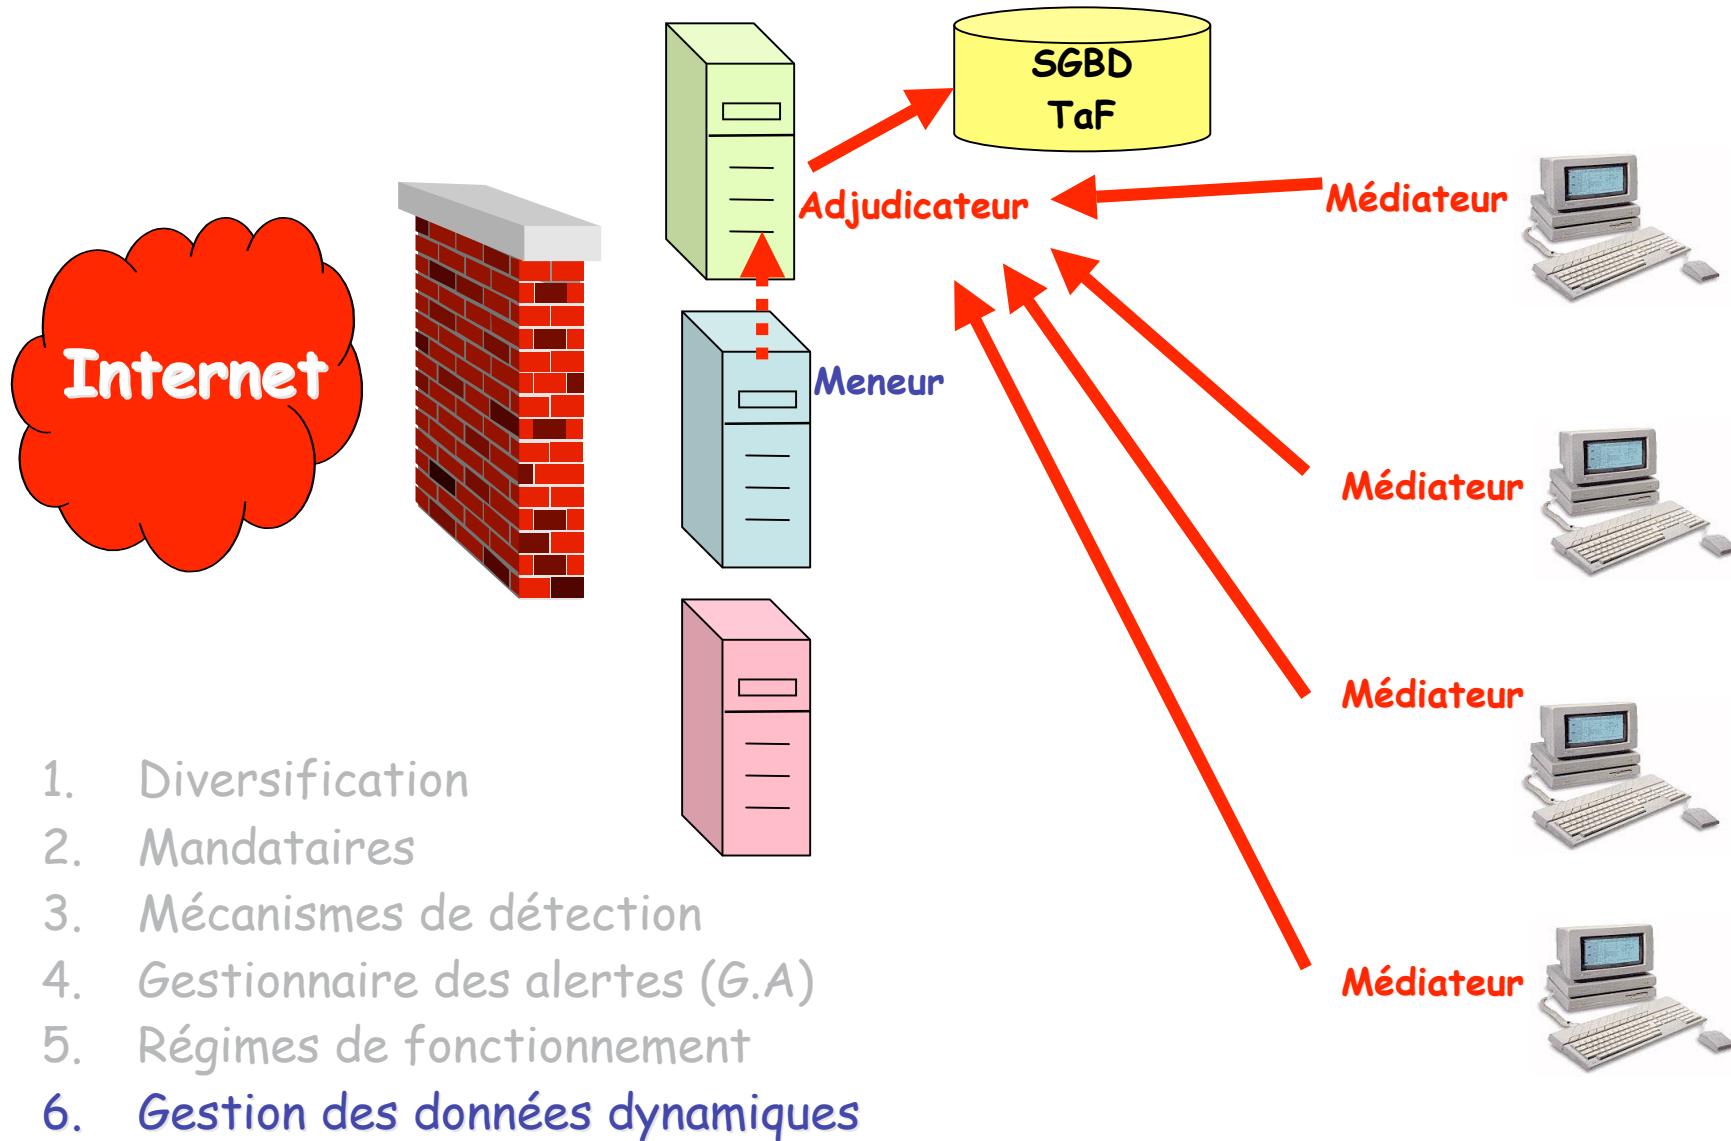 SGBD
TaF
Adjudicateur
Médiateur
Internet
Meneur
Médiateur
Médiateur
Médiateur
1. Diversification
2. Mandataires
3. Mécanismes de détection
4. Gestionnaire des alertes (G.A)
5. Régimes de fonctionnement
6. Gestion des données dynamiques